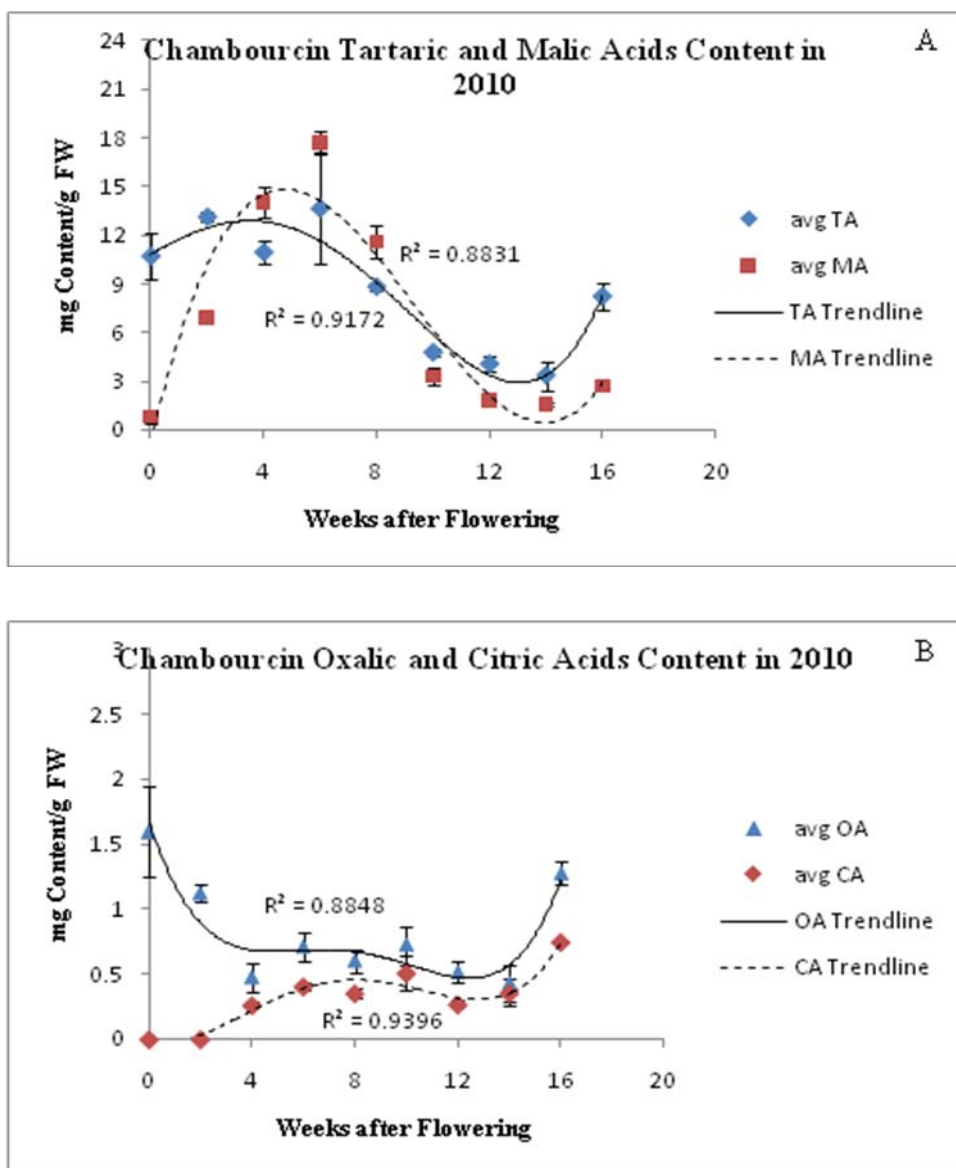 Chambourcin Tartaric and Malic Acids Content in
2010
A
24
21
18
15
12
9
6
3
0
mg Content/g FW
R² = 0.8831
R² = 0.9172
avg TA
avg MA
TA Trendline
MA Trendline
0 4 8 12 16 20
Weeks after Flowering
Chambourcin Oxalic and Citric Acids Content in 2010
B
3
2.5
2
1.5
1
0.5
0
mg Content/g FW
R² = 0.8848
R² = 0.9396
avg OA
avg CA
OA Trendline
CA Trendline
0 4 8 12 16 20
Weeks after Flowering